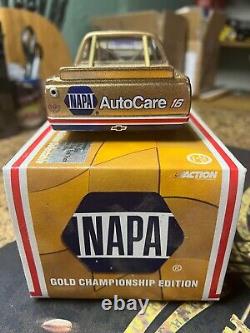 NAPA AutoCare 16
ACTION
NAPA
GOLD CHAMPIONSHIP EDITION